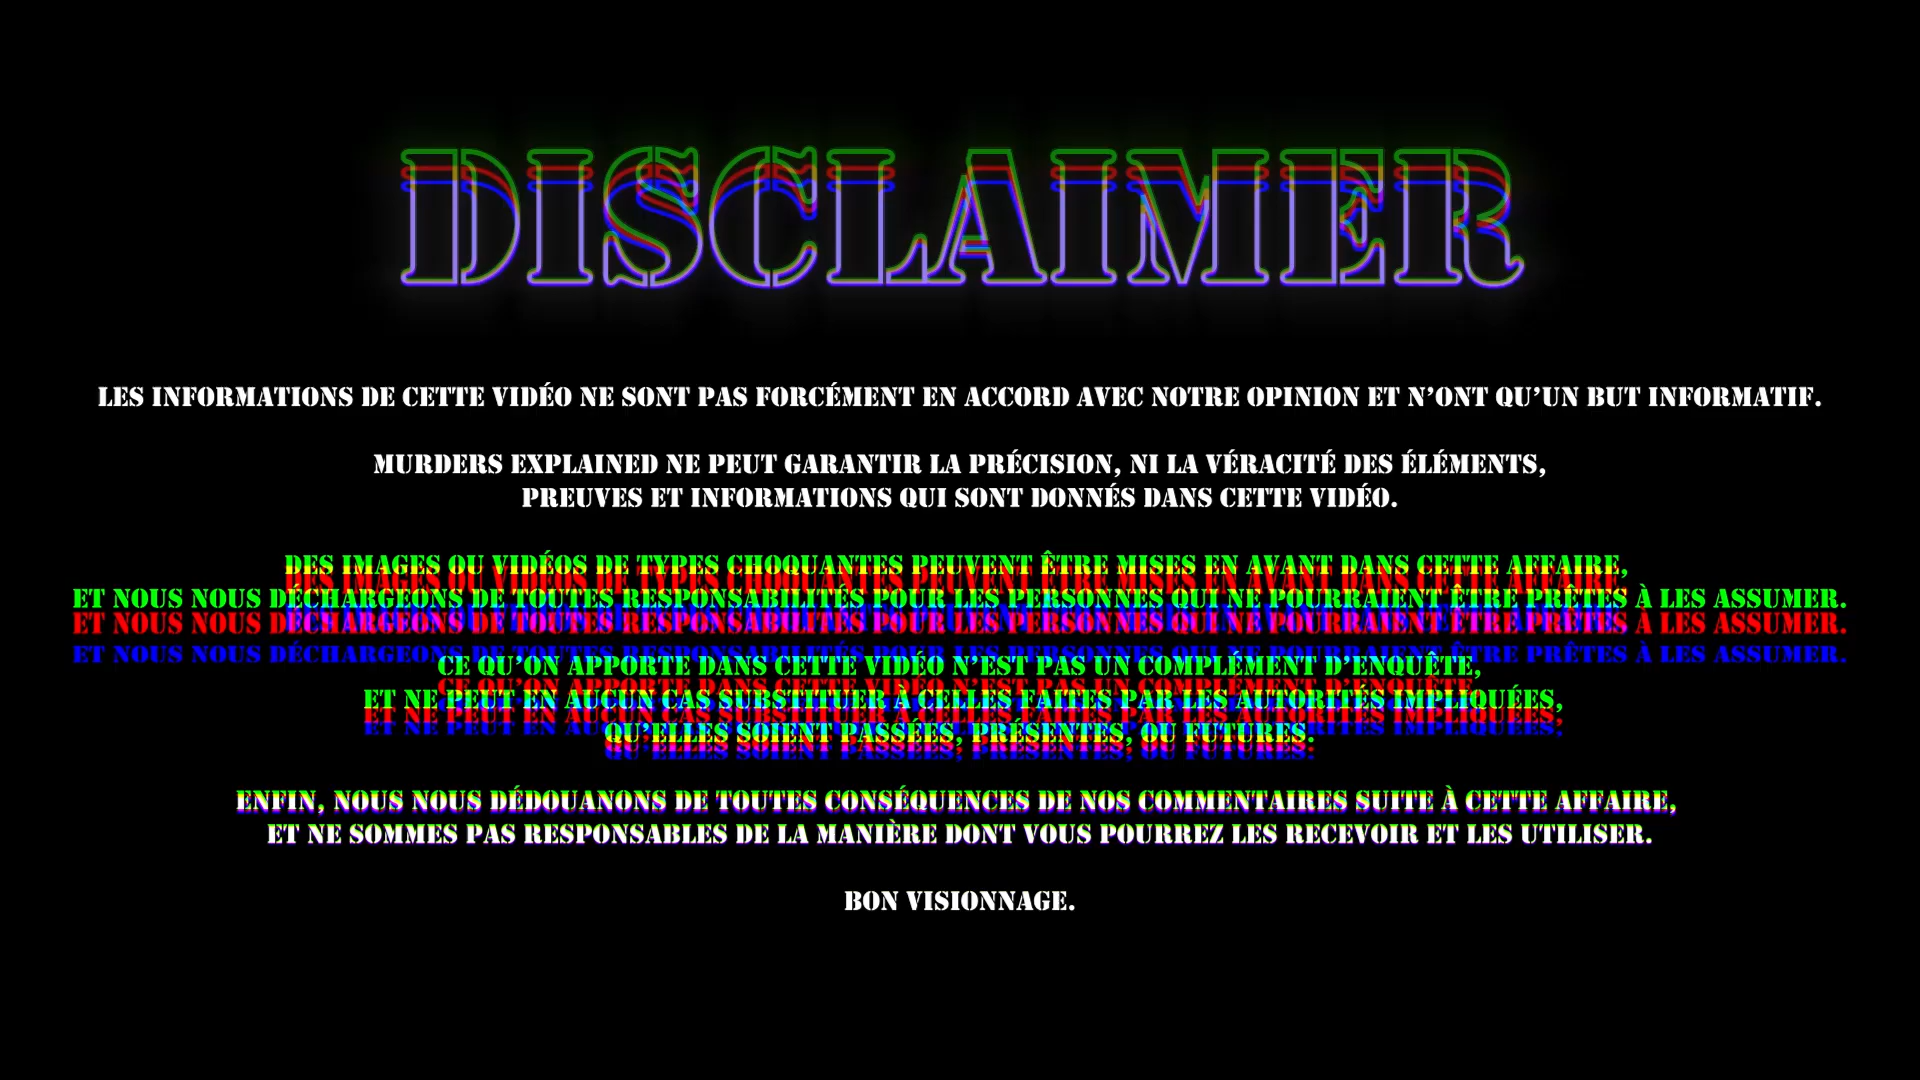 DISCLAIMER
LES INFORMATIONS DE CETTE VIDÉO NE SONT PAS FORCÉMENT EN ACCORD AVEC NOTRE OPINION ET N'ONT QU'UN BUT INFORMATIF.
MURDERS EXPLAINED NE PEUT GARANTIR LA PRÉCISION, NI LA VÉRACITÉ DES ÉLÉMENTS,
PREUVES ET INFORMATIONS QUI SONT DONNÉS DANS CETTE VIDÉO.
DES IMAGES OU VIDÉOS DE TYPES CHOQUANTES PEUVENT ÊTRE MISES EN AVANT DANS CETTE AFFAIRE,
ET NOUS NOUS DÉCHARGEONS DE TOUTES RESPONSABILITÉS POUR LES PERSONNES QUI NE POURRAIENT ÊTRE PRÊTES À LES ASSUMER.
CE QU'ON APPORTE DANS CETTE VIDÉO N'EST PAS UN COMPLÉMENT D'ENQUÊTE,
ET NE PEUT EN AUCUN CAS SUBSTITUER À CELLES FAITES PAR LES AUTORITÉS IMPLIQUÉES,
QU'ELLES SOIENT PASSÉES, PRÉSENTES, OU FUTURES.
ENFIN, NOUS NOUS DÉDOUANONS DE TOUTES CONSÉQUENCES DE NOS COMMENTAIRES SUITE À CETTE AFFAIRE,
ET NE SOMMES PAS RESPONSABLES DE LA MANIÈRE DONT VOUS POURREZ LES RECEVOIR ET LES UTILISER.
BON VISIONNAGE.